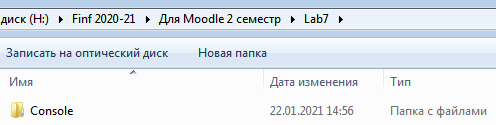 диск (H:) ▸ Finf 2020-21 ▸ Для Moodle 2 семестр ▸ Lab7 ▸
Записать на оптический диск Новая папка
Имя Дата изменения Тип
Console 22.01.2021 14:56 Папка с файлами